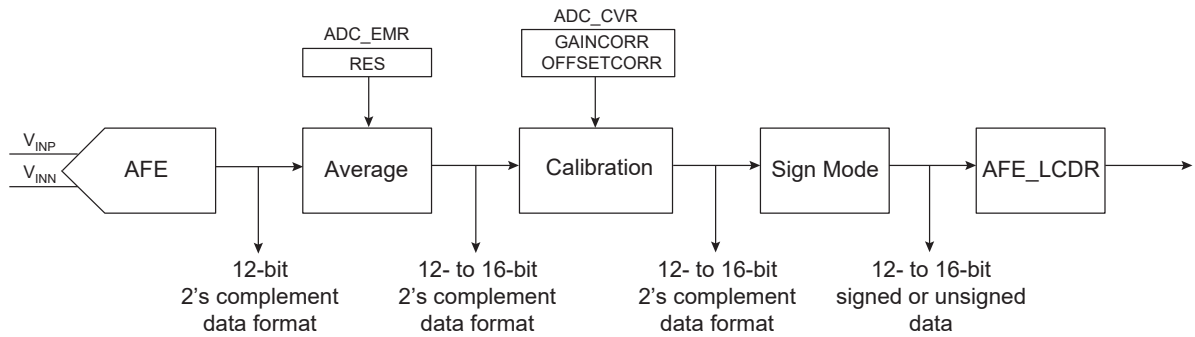 ADC_CVR
ADC_EMR
GAINCORR
OFFSETCORR
RES
VINP
VINN
AFE
Average
Calibration
Sign Mode
AFE_LCDR
12-bit
2's complement
data format
12- to 16-bit
2's complement
data format
12- to 16-bit
2's complement
data format
12- to 16-bit
signed or unsigned
data